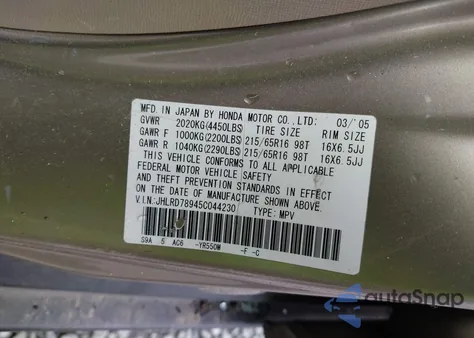 MFD. IN JAPAN BY HONDA MOTOR CO., LTD: 03/'05
GVWR 2020KG(4450LBS) TIRE SIZE RIM SIZE
GAWR F 1000KG(2200LBS) 215/65R16 98T 16X6.5JJ
GAWR R 1040KG(2290LBS) 215/65R16 98T 16X6.5JJ
THIS VEHICLE CONFORMS TO ALL APPLICABLE
FEDERAL MOTOR VEHICLE SAFETY
AND THEFT PREVENTION STANDARDS IN EFFECT
ON THE DATE OF MANUFACTURE SHOWN ABOVE.
V.I.N:JHLRD78945C044230 TYPE: MPV
S9A 5 AC6 -YR550M -F -C
autoSnap